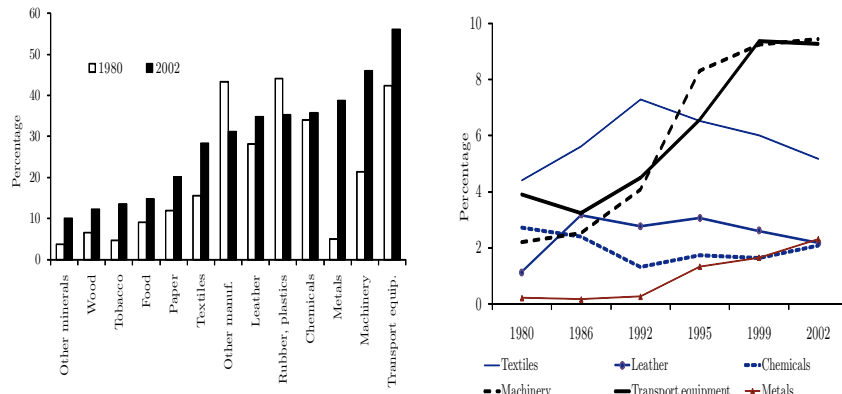 60
50
40
30
20
10
0
Percentage
1980 2002
Other minerals
Wood
Tobacco
Food
Paper
Textiles
Other manuf.
Leather
Rubber, plastics
Chemicals
Metals
Machinery
Transport equip.
10
8
6
4
2
0
Percentage
1980 1986 1992 1995 1999 2002
Textiles Leather Chemicals
Machinery Transport equipment Metals